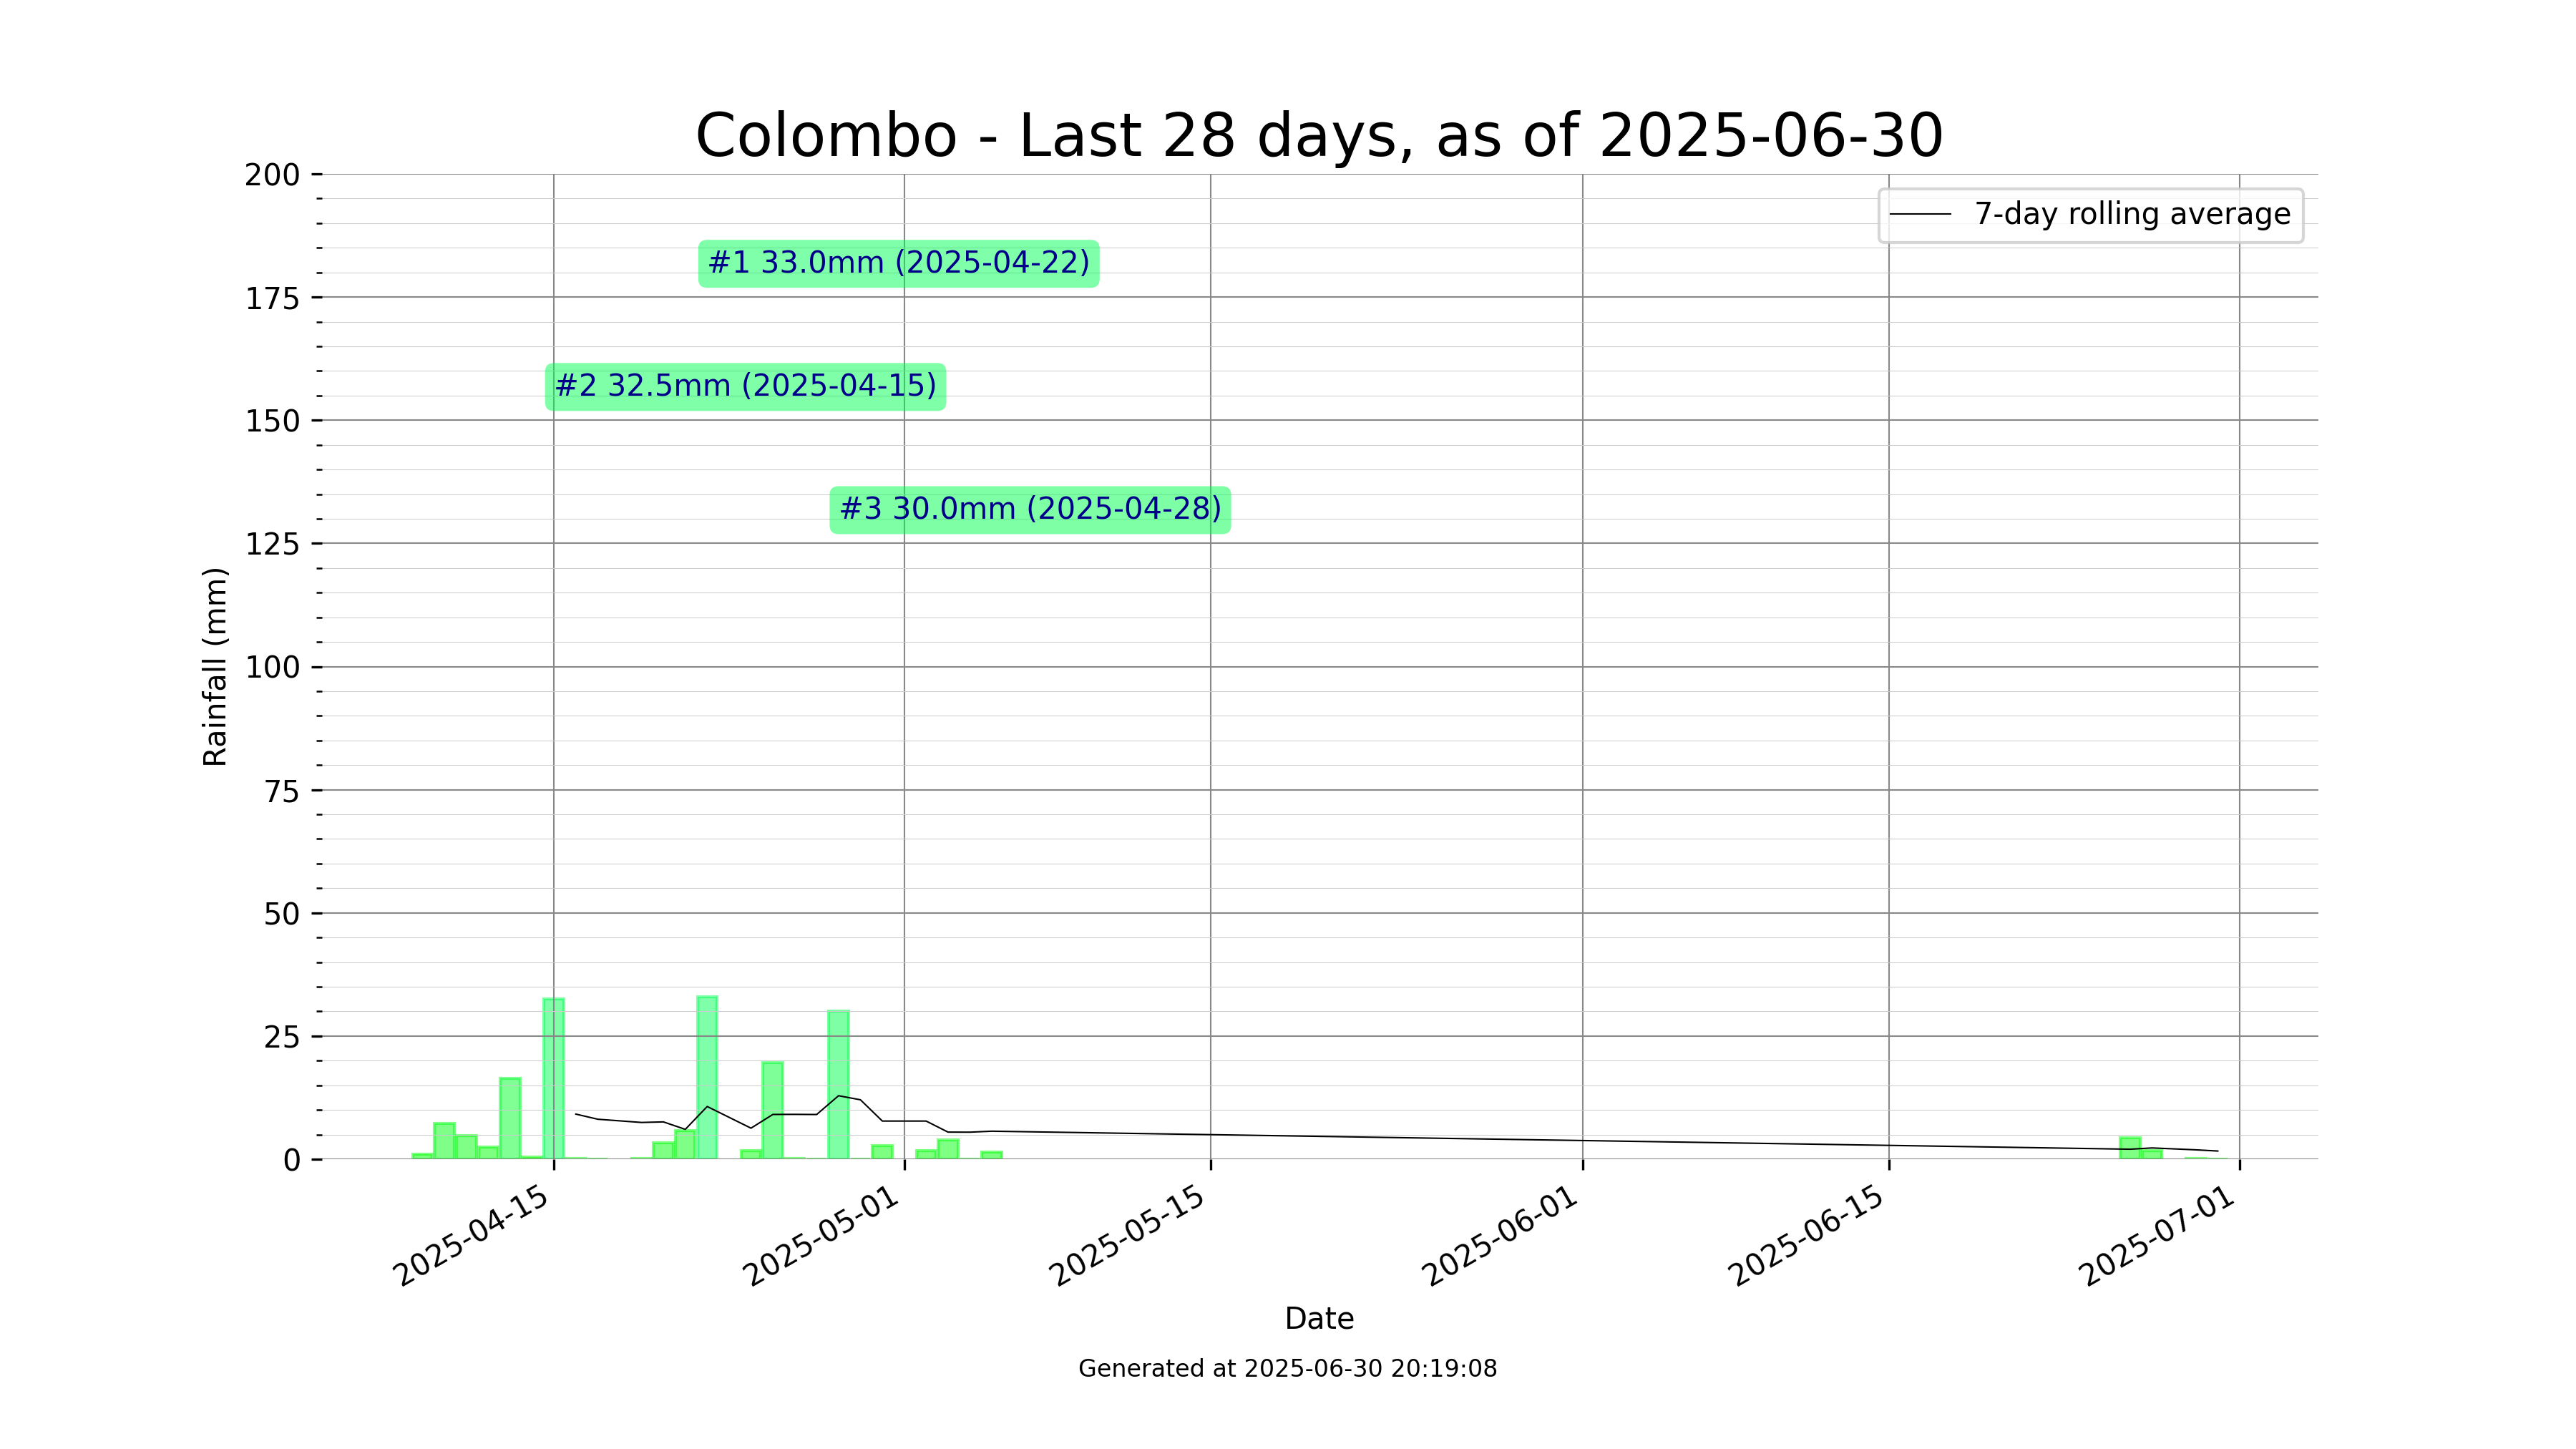 Colombo - Last 28 days, as of 2025-06-30
200
175
150
125
100
75
50
25
0
Rainfall (mm)
7-day rolling average
#1 33.0mm (2025-04-22)
#2 32.5mm (2025-04-15)
#3 30.0mm (2025-04-28)
2025-04-15
2025-05-01
2025-05-15
2025-06-01
2025-06-15
2025-07-01
Date
Generated at 2025-06-30 20:19:08